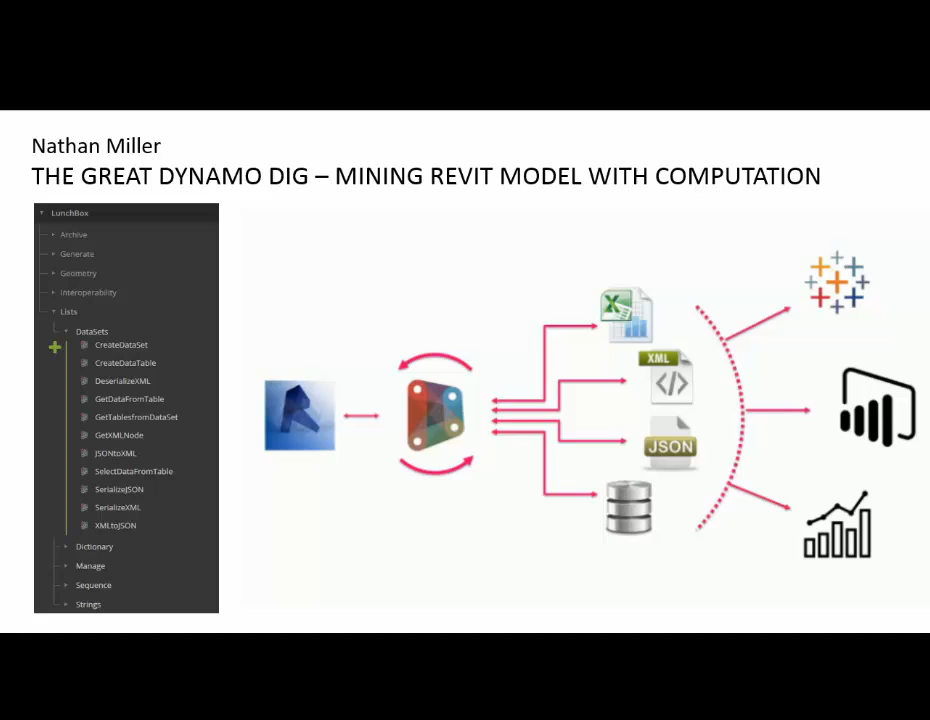 Nathan Miller
THE GREAT DYNAMO DIG – MINING REVIT MODEL WITH COMPUTATION
LunchBox
Archive
Generate
Geometry
Interoperability
Lists
DataSets
CreateDataSet
CreateDataTable
DeserializeXML
GetDataFromTable
GetTablesfromDataSet
GetXMLNode
JSONtoXML
SelectDataFromTable
SerializeJSON
SerializeXML
XMLtoJSON
Dictionary
Manage
Sequence
Strings
XML
JSON